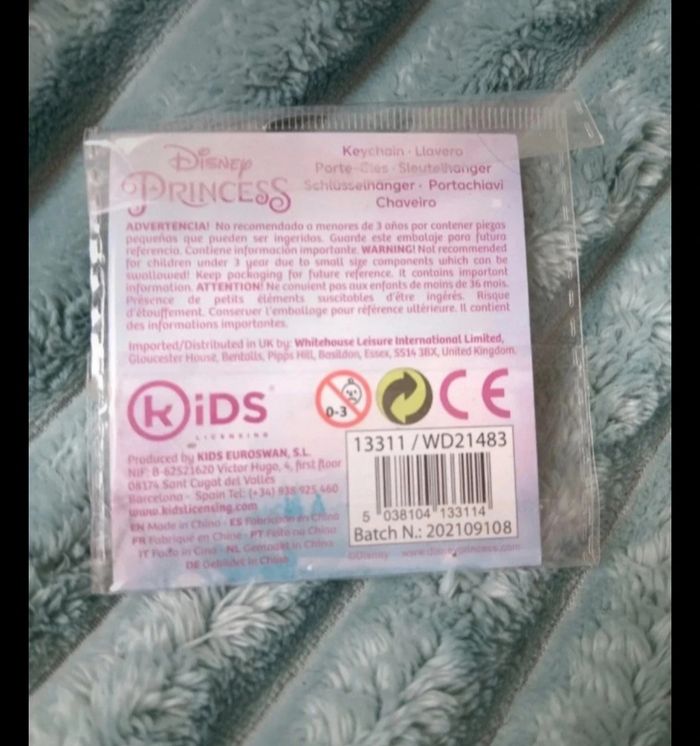 Disney
PRINCESS
Keychain · Llavero
Porte-Cles · Sleutelhanger
Schlüsselhänger · Portachiavi
Chaveiro
ADVERTENCIA! No recomendado a menores de 3 años por contener piezas
pequeñas que pueden ser ingeridas. Guarde este embalaje para futura
referencia. Contiene información importante. WARNING! Not recommended
for children under 3 year due to small size components which can be
swallowed! Keep packaging for future reference. It contains important
information. ATTENTION! Ne convient pas aux enfants de moins de 36 mois.
Présence de petits éléments suscitables d'être ingérés. Risque
d'étouffement. Conserver l'emballage pour référence ultérieure. Il contient
des informations importantes.
Imported/Distributed in UK by: Whitehouse Leisure International Limited,
Gloucester House, Bentalls, Pipps Hill, Basildon, Essex, SS14 3BX, United Kingdom.
kiDS
LICENSING
0-3
CE
Produced by KIDS EUROSWAN, S.L.
NIF: B-62521620 Victor Hugo, 4, first floor
08174 Sant Cugat del Vallés
Barcelona - Spain Tel: (+34) 938 925 460
www.kidslicensing.com
EN Made in China · ES Fabricado en China
FR Fabriqué en Chine · PT Feito na China
IT Fado in Cina · NL Gemaakt in China
DE Gebildet in China
13311 / WD21483
5 038104 133114
Batch N.: 202109108
©Disney www.disneyprincess.com